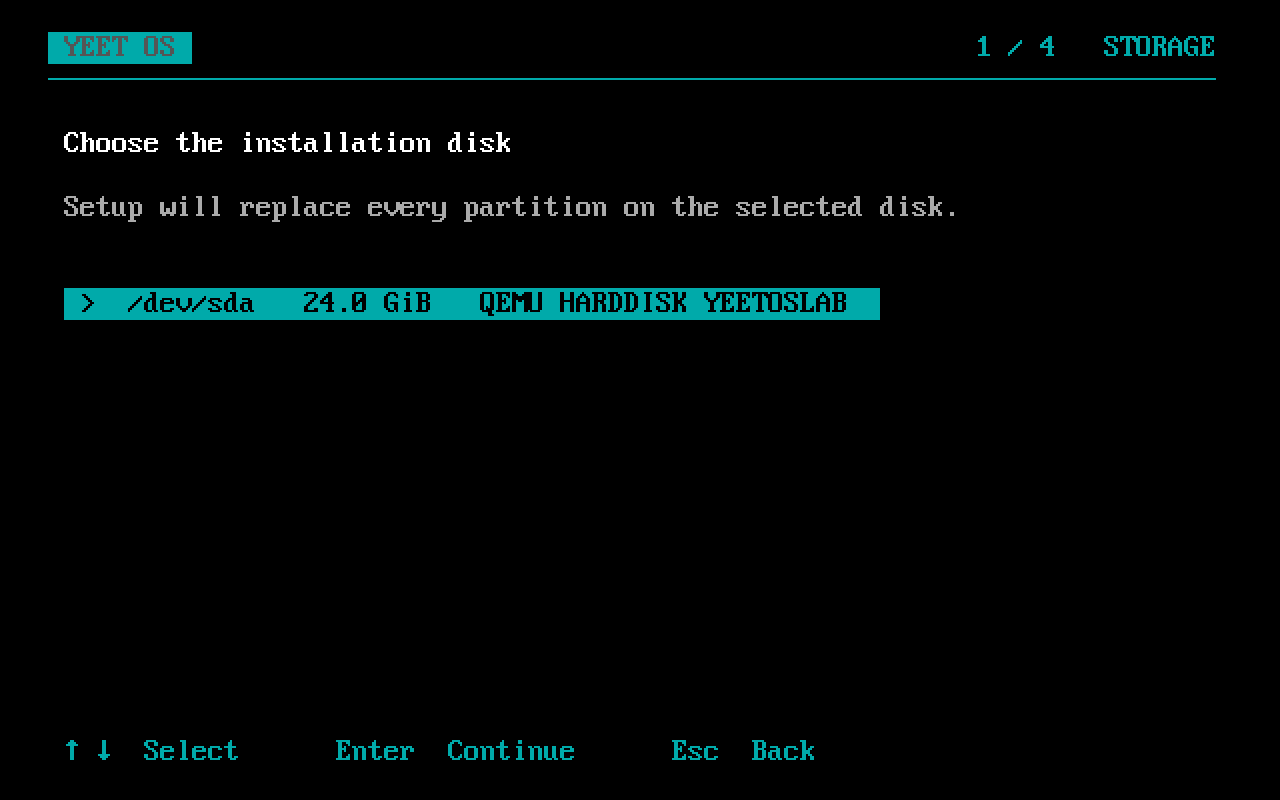 YEET OS 1 / 4 STORAGE
Choose the installation disk
Setup will replace every partition on the selected disk.
> /dev/sda 24.0 GiB QEMU HARDDISK YEETOSLAB
↑ ↓ Select Enter Continue Esc Back